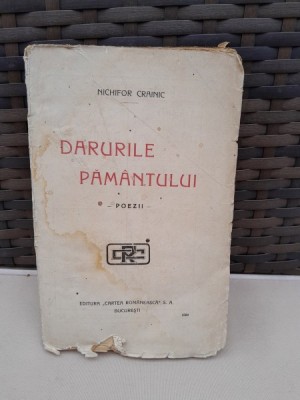 NICHIFOR CRAINIC
DARURILE
PĂMÂNTULUI
- POEZII -
EDITURA „CARTEA ROMÂNEASCĂ” S. A.
BUCUREȘTI